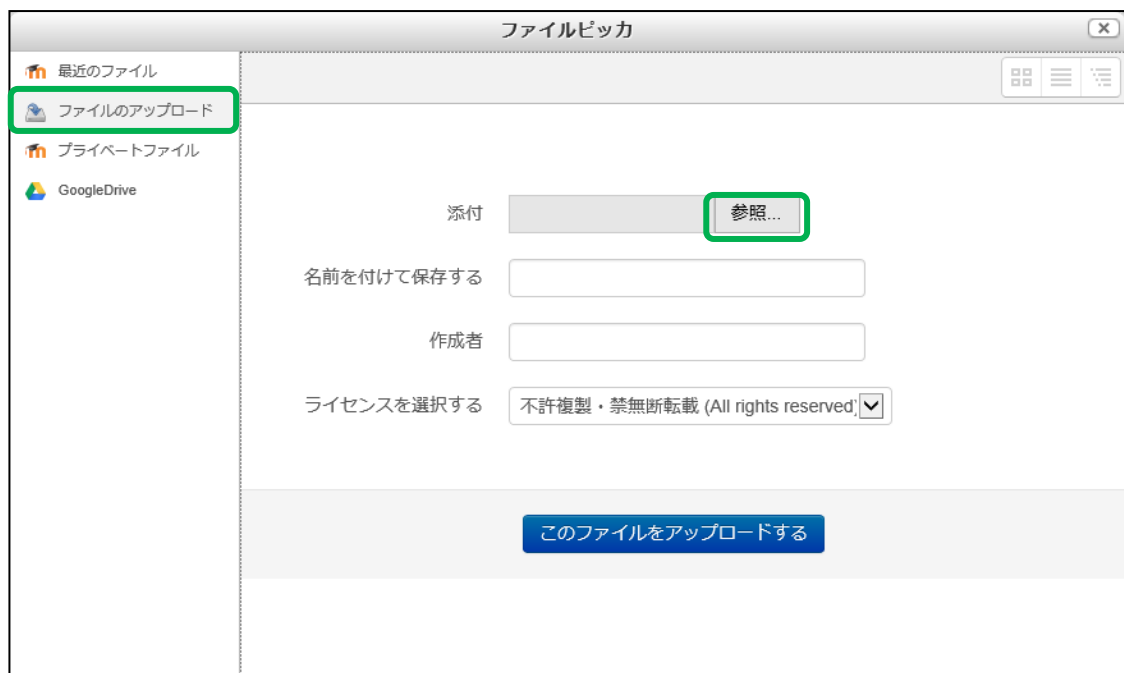 ファイルピッカ
最近のファイル
ファイルのアップロード
プライベートファイル
GoogleDrive
添付
参照...
名前を付けて保存する
作成者
ライセンスを選択する
不許複製・禁無断転載 (All rights reserved)
このファイルをアップロードする